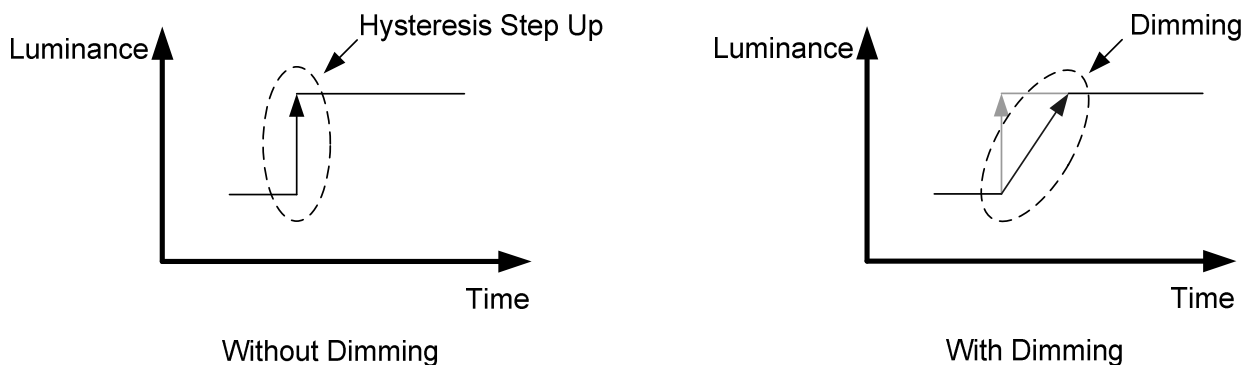 Hysteresis Step Up
Luminance
Time
Without Dimming
Dimming
Luminance
Time
With Dimming